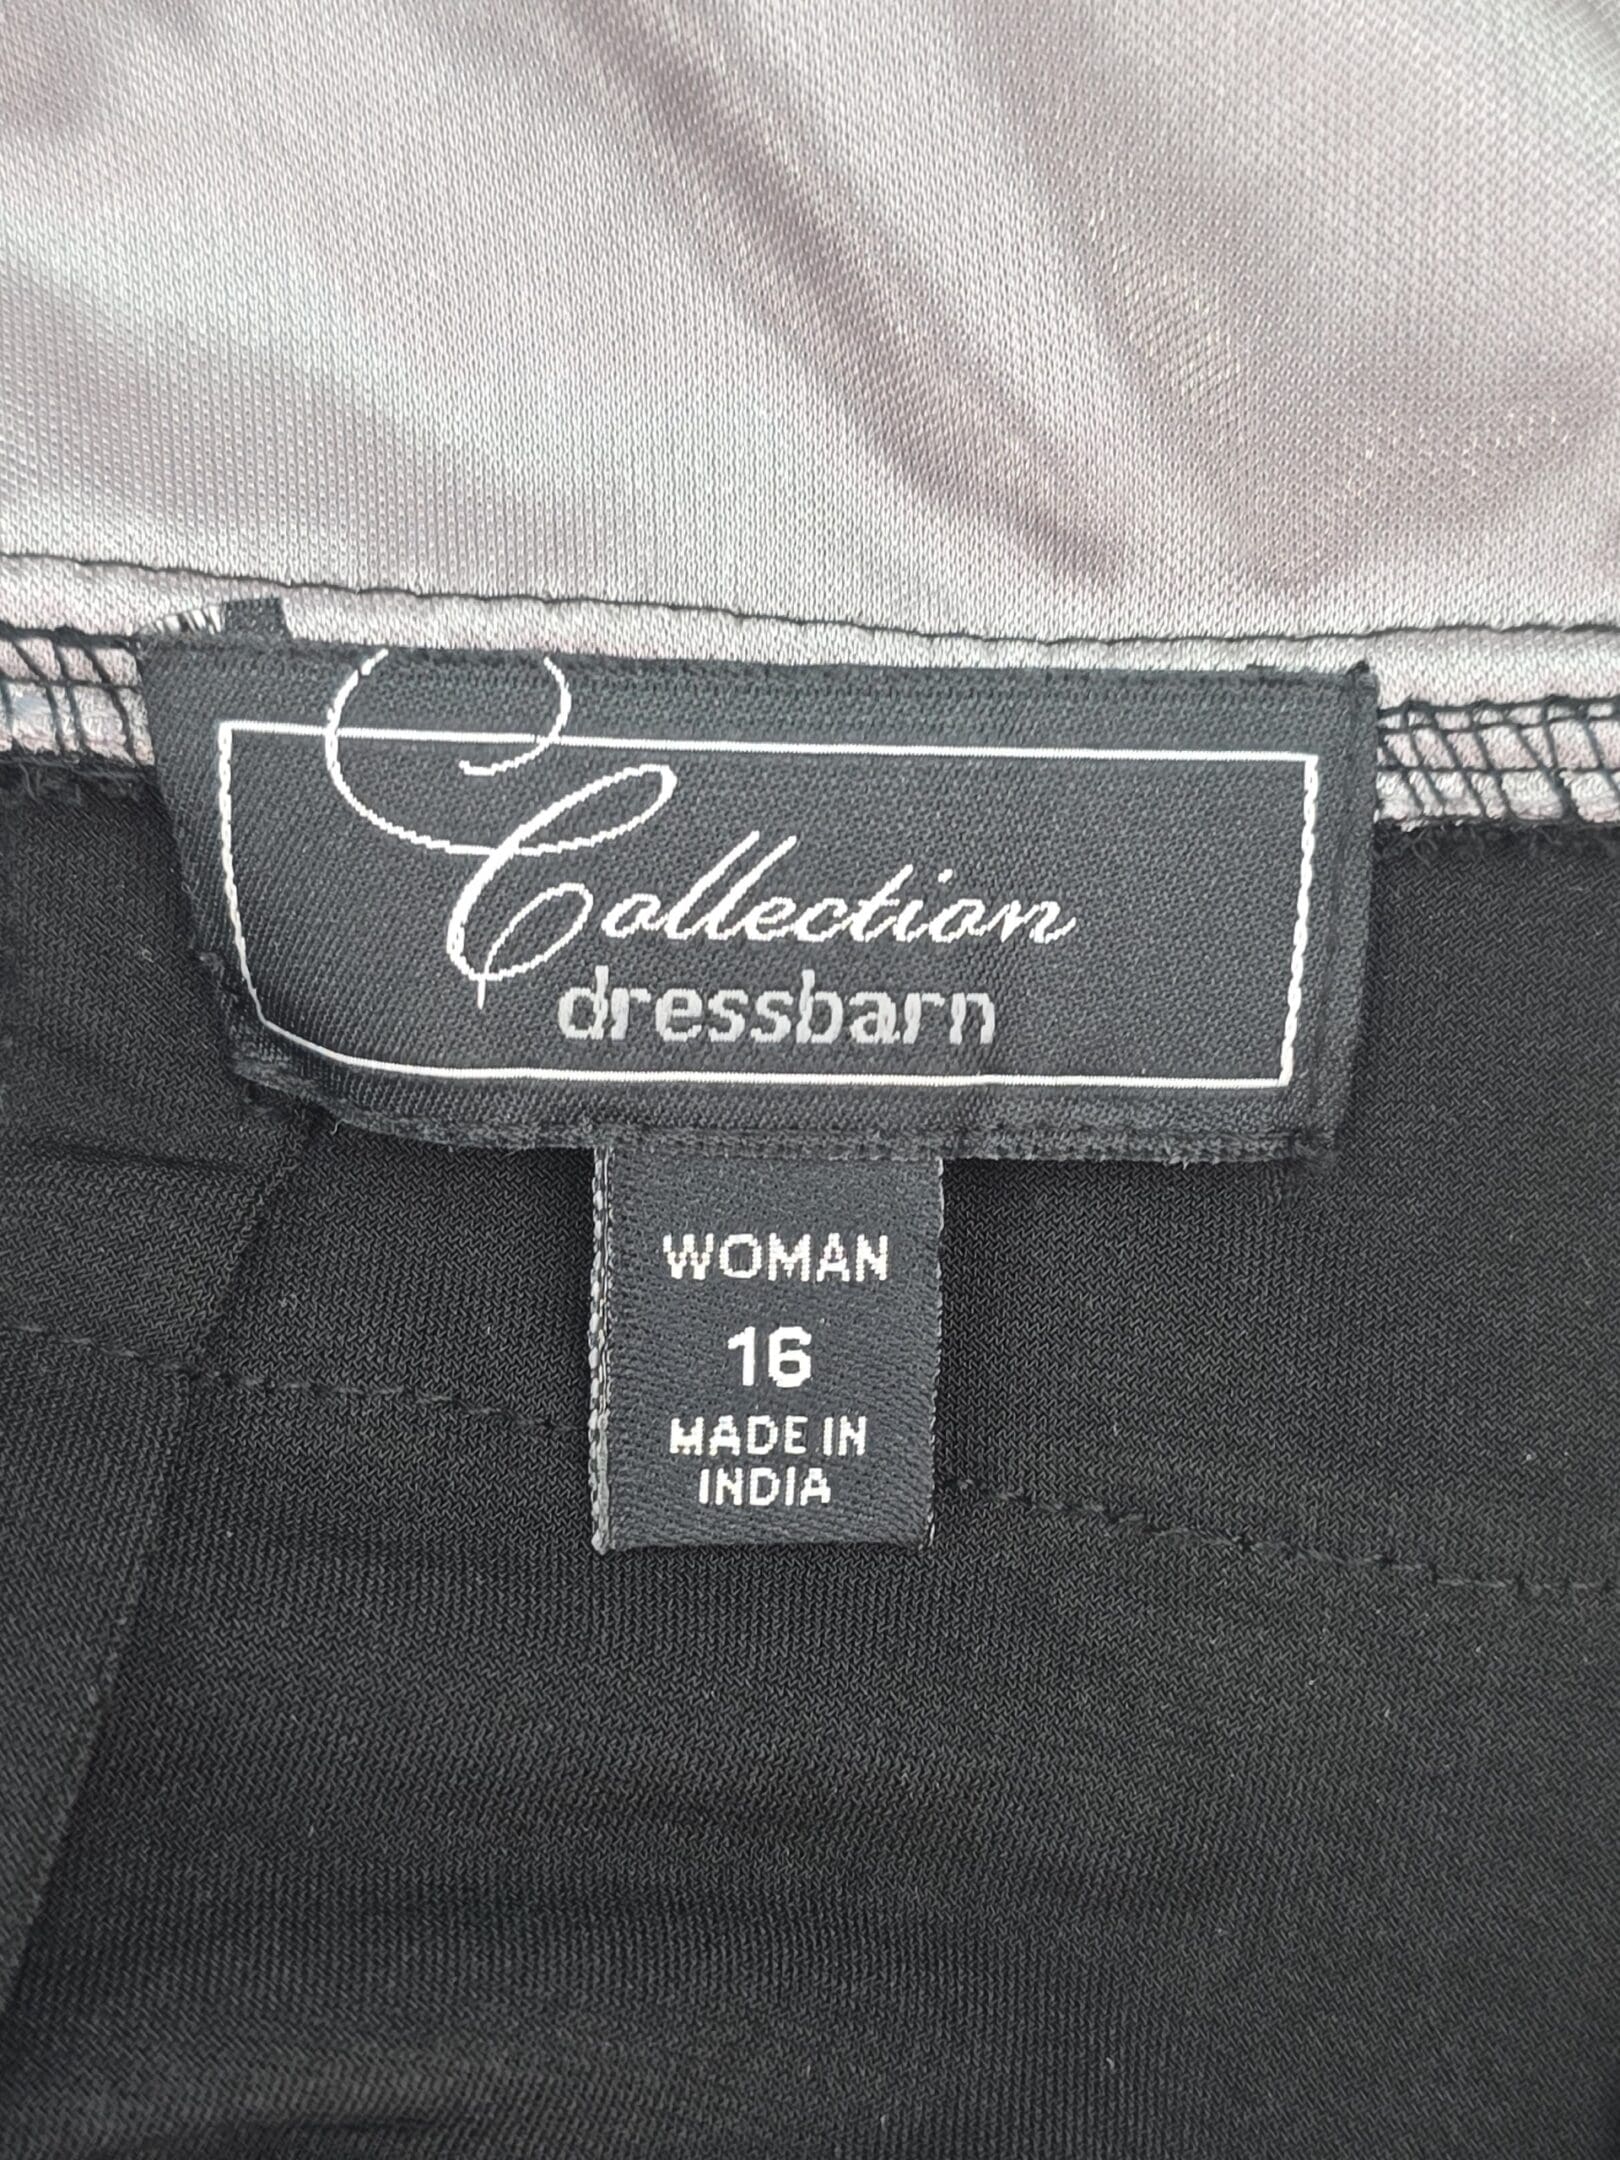 Collection
dressbarn
WOMAN
16
MADE IN
INDIA